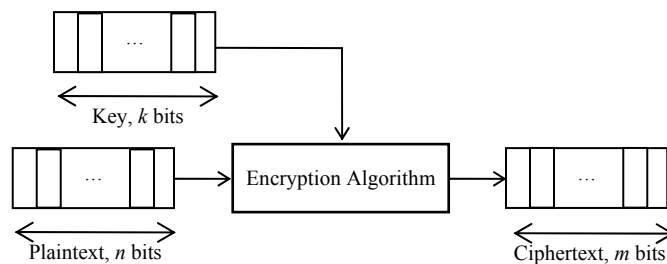 ...
Key, k bits
... Encryption Algorithm ...
Plaintext, n bits Ciphertext, m bits